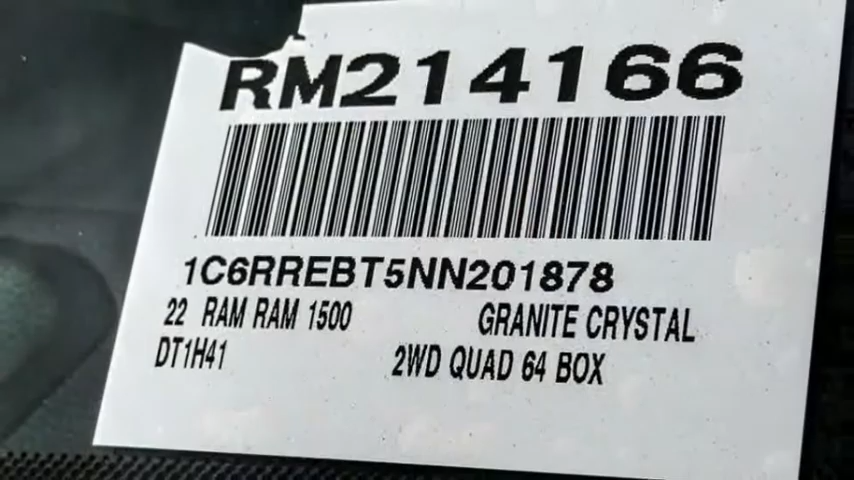 RM214166
1C6RREBT5NN201878
22 RAM RAM 1500 GRANITE CRYSTAL
DT1H41 2WD QUAD 64 BOX